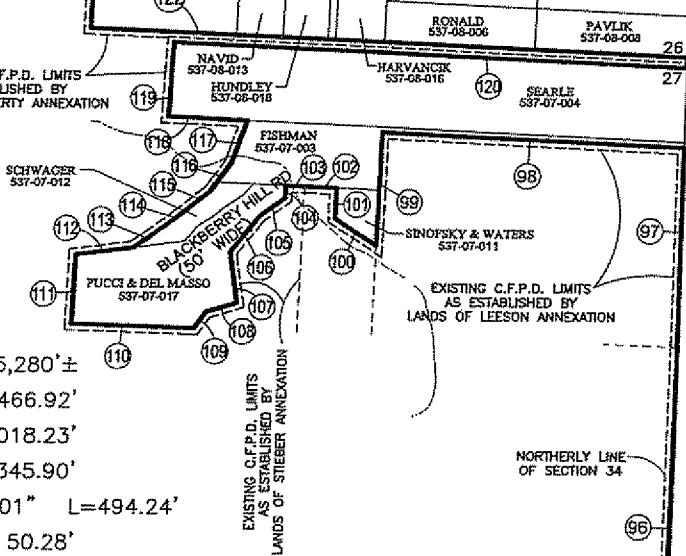 122
RONALD
537-08-006
PAVLIK
537-08-008
26
NAVID
537-08-013
HUNDLEY
537-08-018
HARVANCIK
537-08-016
27
120
SEARLE
537-07-004
F.P.D. LIMITS
LISHED BY
ERTY ANNEXATION
119
118
117
116
115
114
113
112
111
110
109
108
107
106
105
104
103
102
101
100
99
98
97
96
FISHMAN
537-07-003
SCHWAGER
537-07-012
BLACKBERRY HILL RD
(50' WIDE)
SINOFSKY & WATERS
537-07-011
PUCCI & DEL MASSO
537-07-017
EXISTING C.F.P.D. LIMITS
AS ESTABLISHED BY
LANDS OF LEESON ANNEXATION
EXISTING C.F.P.D. LIMITS
AS ESTABLISHED BY
LANDS OF STIEBER ANNEXATION
NORTHERLY LINE
OF SECTION 34
5,280'±
466.92'
018.23'
345.90'
01" L=494.24'
50.28'